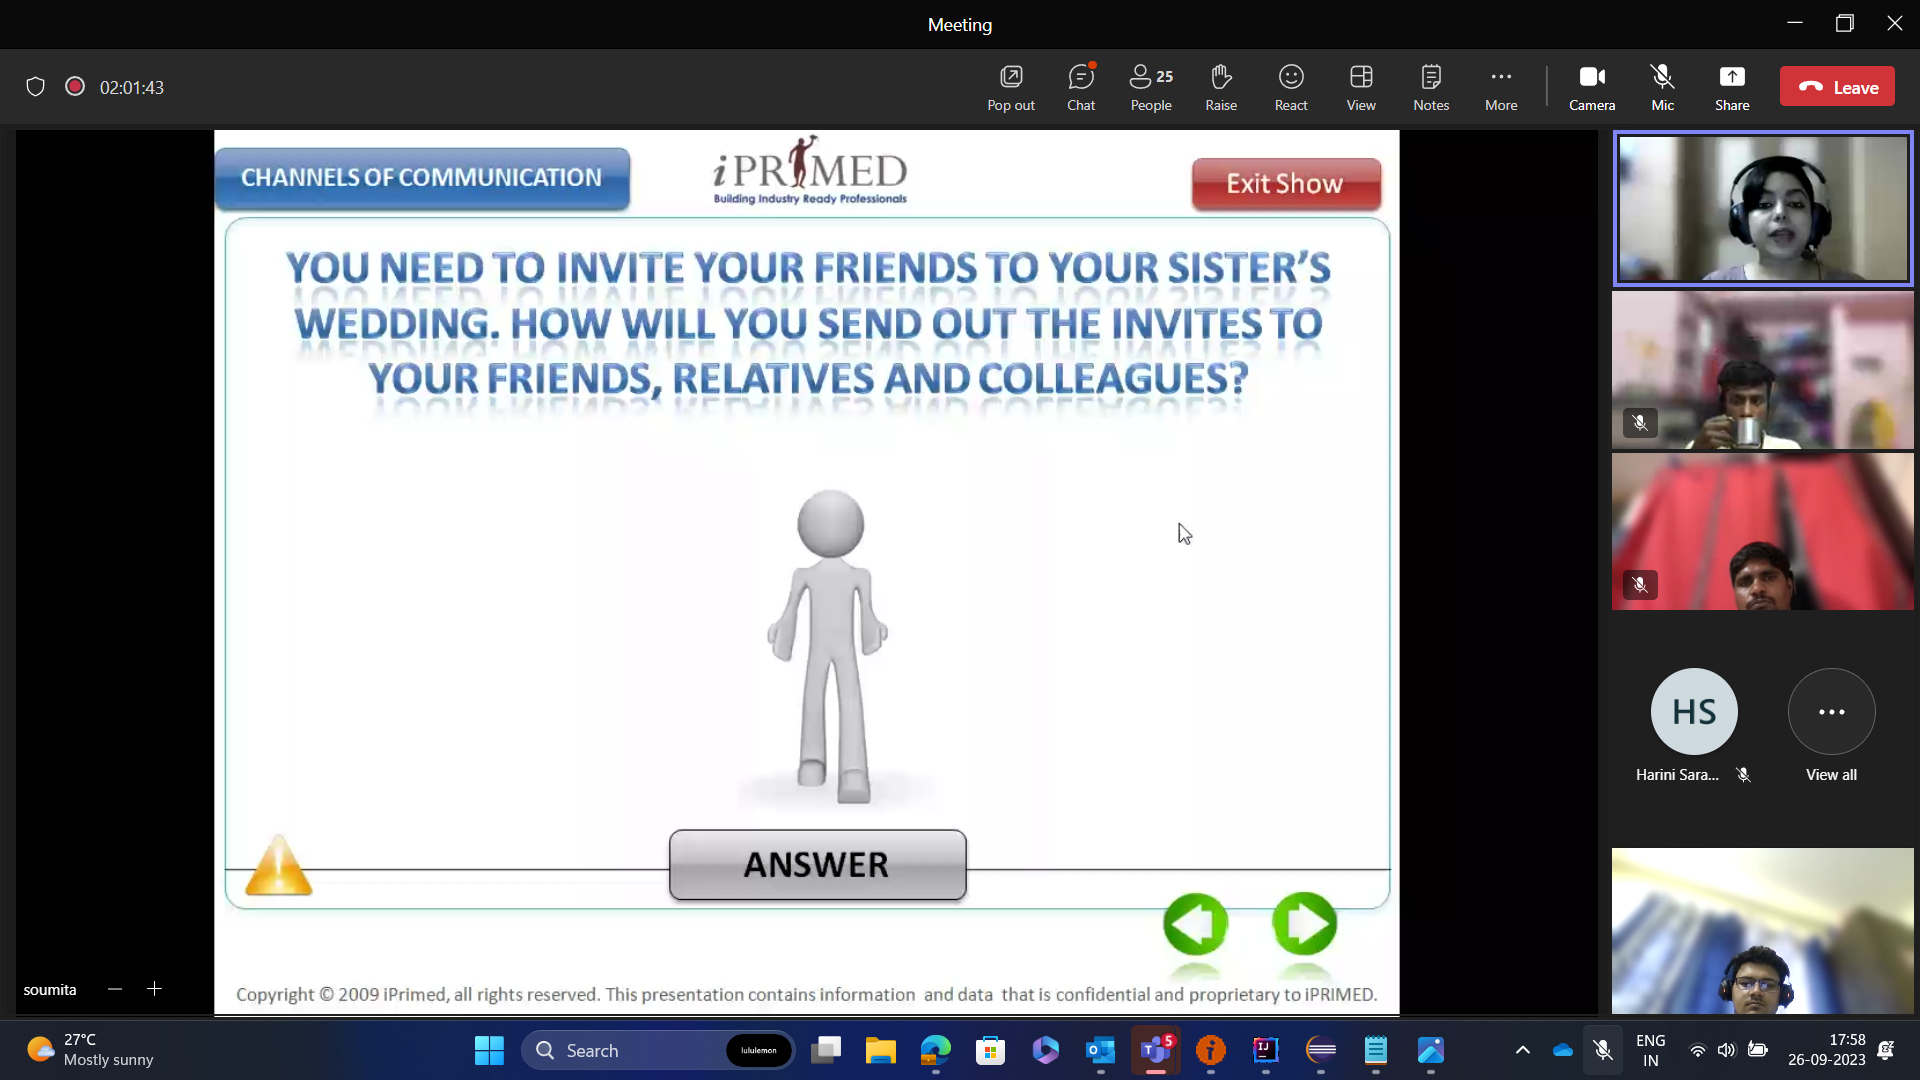 Meeting
02:01:43
Pop out
Chat
25
People
Raise
React
View
Notes
More
Camera
Mic
Share
Leave
CHANNELS OF COMMUNICATION
iPRIMED
Building Industry Ready Professionals
Exit Show
YOU NEED TO INVITE YOUR FRIENDS TO YOUR SISTER'S
WEDDING. HOW WILL YOU SEND OUT THE INVITES TO
YOUR FRIENDS, RELATIVES AND COLLEAGUES?
ANSWER
HS
Harini Sara...
View all
soumita
Copyright © 2009 iPrimed, all rights reserved. This presentation contains information and data that is confidential and proprietary to iPRIMED.
27°C
Mostly sunny
Search
lululemon
5
ENG
IN
17:58
26-09-2023